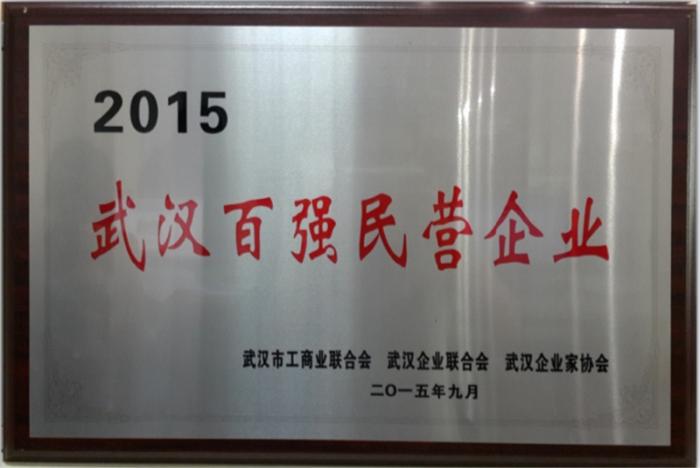 2015
武汉百强民营企业
武汉市工商业联合会 武汉企业联合会 武汉企业家协会
二〇一五年九月